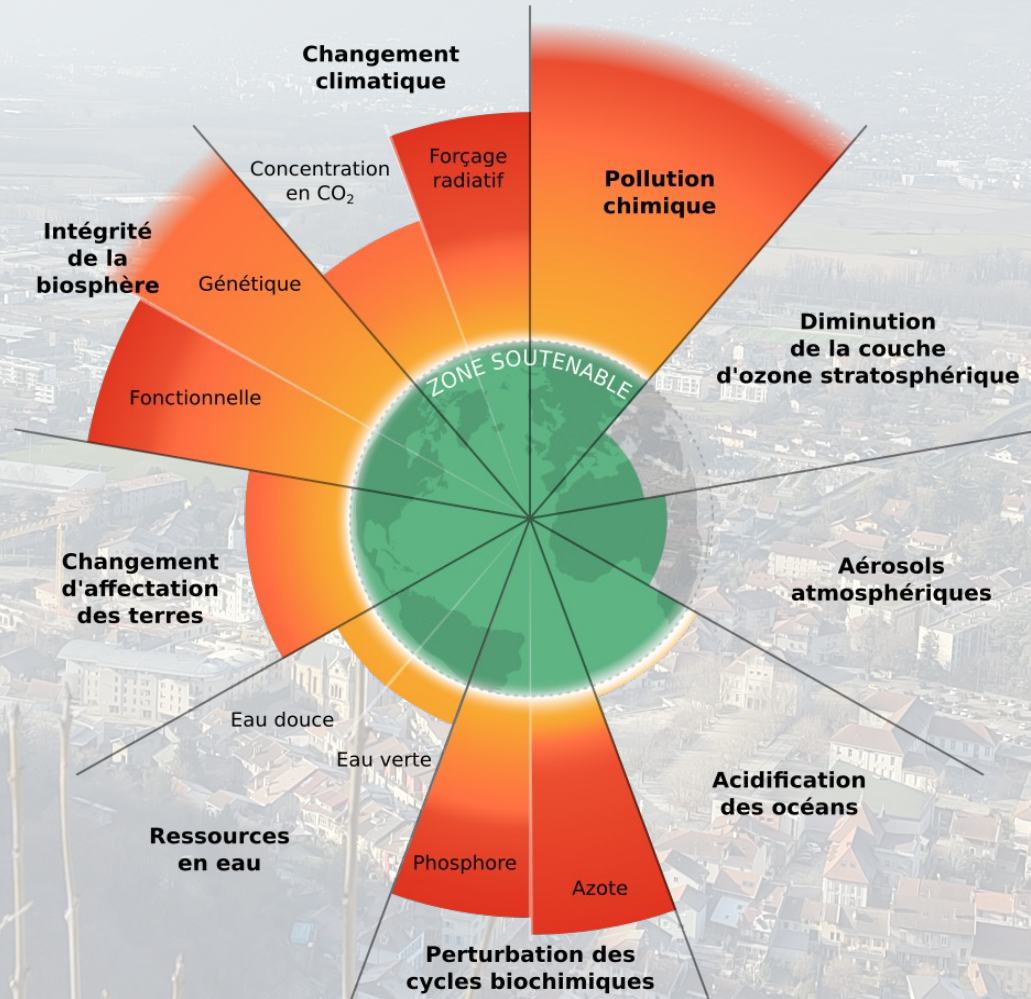 Changement
climatique
Concentration
en CO₂
Forçage
radiatif
Pollution
chimique
Intégrité
de la
biosphère
Génétique
Fonctionnelle
ZONE SOUTENABLE
Diminution
de la couche
d'ozone stratosphérique
Changement
d'affectation
des terres
Aérosols
atmosphériques
Eau douce
Eau verte
Ressources
en eau
Acidification
des océans
Phosphore
Azote
Perturbation des
cycles biochimiques